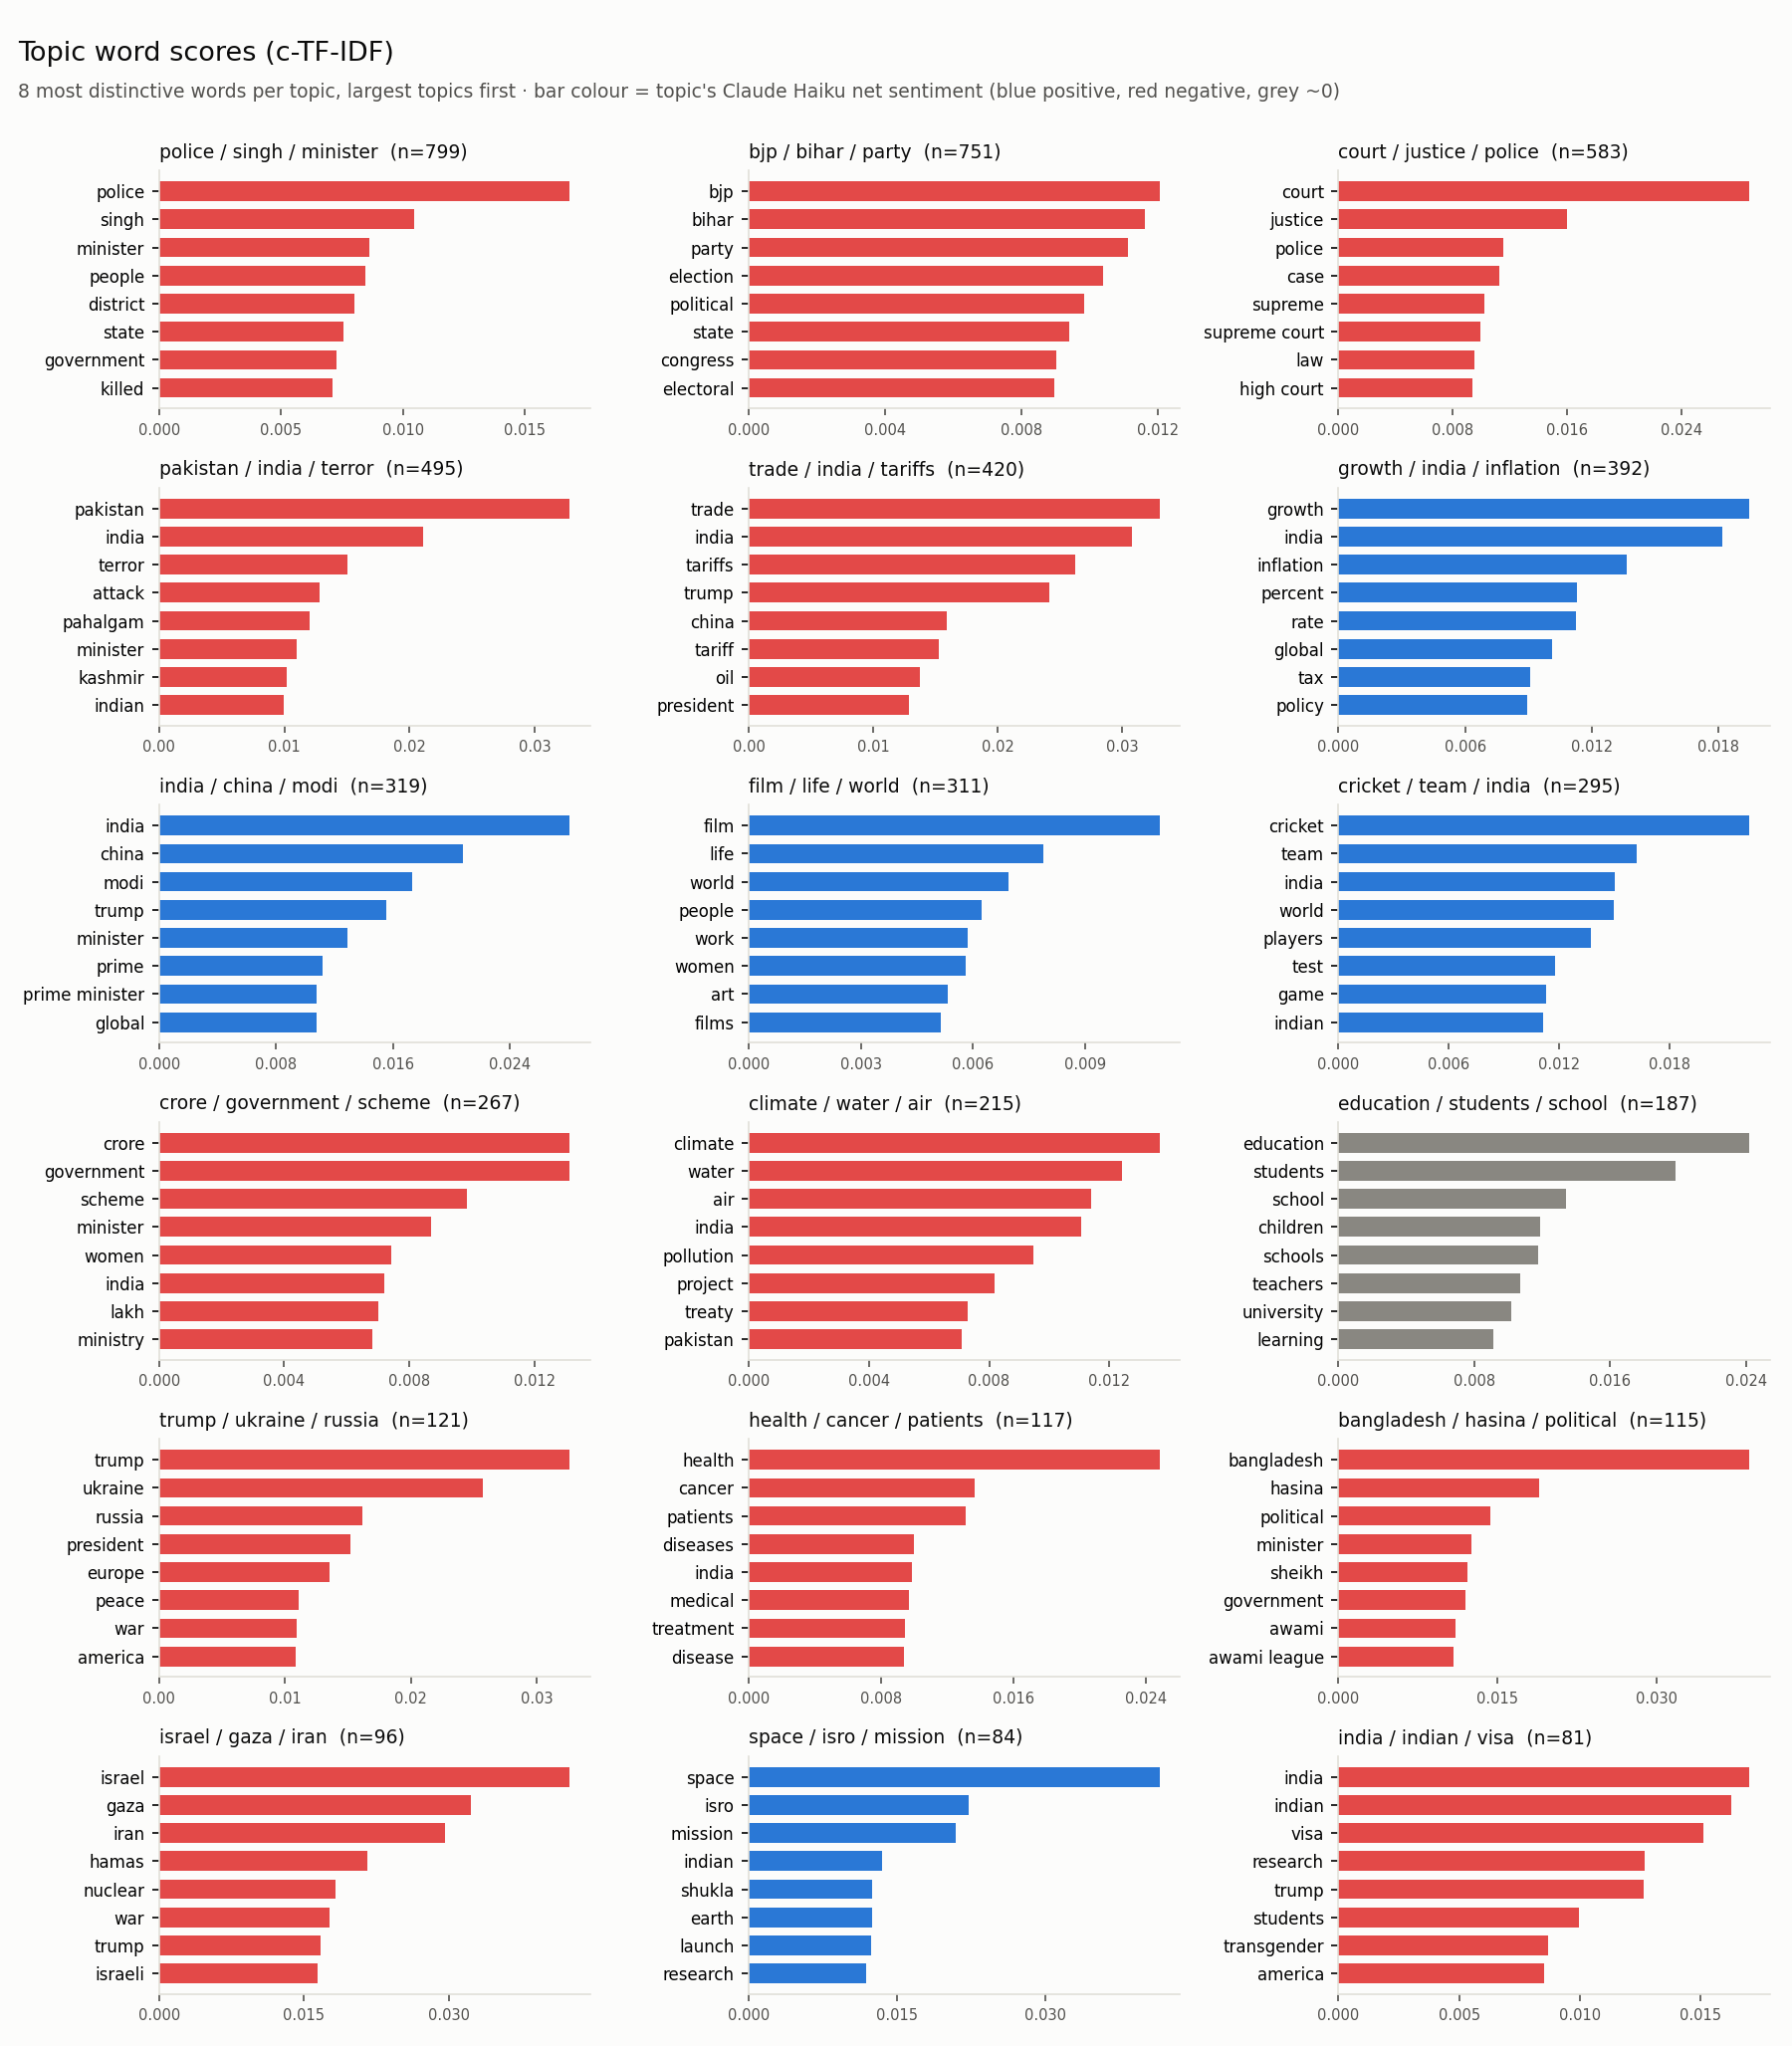 Topic word scores (c-TF-IDF)
8 most distinctive words per topic, largest topics first · bar colour = topic's Claude Haiku net sentiment (blue positive, red negative, grey ~0)
police / singh / minister (n=799)
police
singh
minister
people
district
state
government
killed
0.000 0.005 0.010 0.015
bjp / bihar / party (n=751)
bjp
bihar
party
election
political
state
congress
electoral
0.000 0.004 0.008 0.012
court / justice / police (n=583)
court
justice
police
case
supreme
supreme court
law
high court
0.000 0.008 0.016 0.024
pakistan / india / terror (n=495)
pakistan
india
terror
attack
pahalgam
minister
kashmir
indian
0.00 0.01 0.02 0.03
trade / india / tariffs (n=420)
trade
india
tariffs
trump
china
tariff
oil
president
0.00 0.01 0.02 0.03
growth / india / inflation (n=392)
growth
india
inflation
percent
rate
global
tax
policy
0.000 0.006 0.012 0.018
india / china / modi (n=319)
india
china
modi
trump
minister
prime
prime minister
global
0.000 0.008 0.016 0.024
film / life / world (n=311)
film
life
world
people
work
women
art
films
0.000 0.003 0.006 0.009
cricket / team / india (n=295)
cricket
team
india
world
players
test
game
indian
0.000 0.006 0.012 0.018
crore / government / scheme (n=267)
crore
government
scheme
minister
women
india
lakh
ministry
0.000 0.004 0.008 0.012
climate / water / air (n=215)
climate
water
air
india
pollution
project
treaty
pakistan
0.000 0.004 0.008 0.012
education / students / school (n=187)
education
students
school
children
schools
teachers
university
learning
0.000 0.008 0.016 0.024
trump / ukraine / russia (n=121)
trump
ukraine
russia
president
europe
peace
war
america
0.00 0.01 0.02 0.03
health / cancer / patients (n=117)
health
cancer
patients
diseases
india
medical
treatment
disease
0.000 0.008 0.016 0.024
bangladesh / hasina / political (n=115)
bangladesh
hasina
political
minister
sheikh
government
awami
awami league
0.000 0.015 0.030
israel / gaza / iran (n=96)
israel
gaza
iran
hamas
nuclear
war
trump
israeli
0.000 0.015 0.030
space / isro / mission (n=84)
space
isro
mission
indian
shukla
earth
launch
research
0.000 0.015 0.030
india / indian / visa (n=81)
india
indian
visa
research
trump
students
transgender
america
0.000 0.005 0.010 0.015